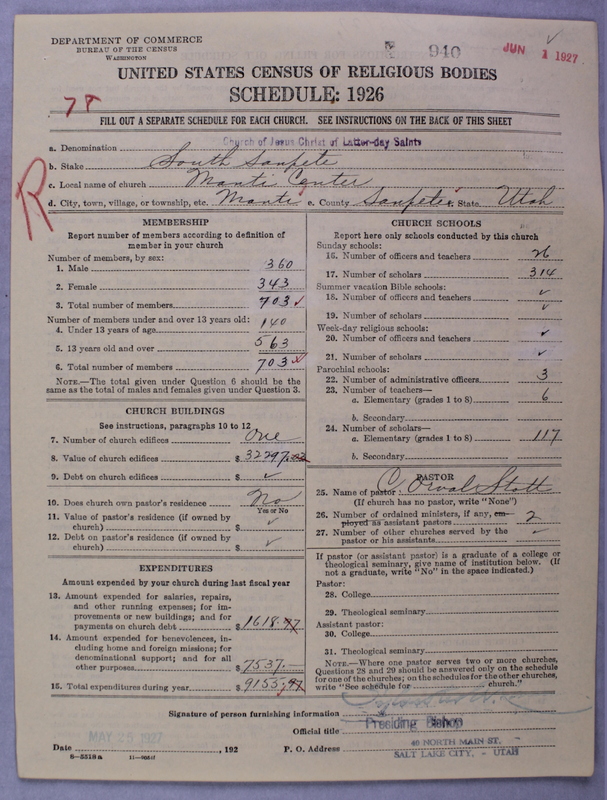 DEPARTMENT OF COMMERCE
BUREAU OF THE CENSUS
WASHINGTON
940
JUN 1 1927
UNITED STATES CENSUS OF RELIGIOUS BODIES
SCHEDULE: 1926
FILL OUT A SEPARATE SCHEDULE FOR EACH CHURCH. SEE INSTRUCTIONS ON THE BACK OF THIS SHEET
a. Denomination Church of Jesus Christ of Latter-day Saints
b. Stake South Sanpete
c. Local name of church Manti Center
d. City, town, village, or township, etc. Manti e. County Sanpete f. State Utah
MEMBERSHIP
Report number of members according to definition of
member in your church
Number of members, by sex:
1. Male 360
2. Female 343
3. Total number of members 703
Number of members under and over 13 years old:
4. Under 13 years of age 140
5. 13 years old and over 563
6. Total number of members 703
NOTE.—The total given under Question 6 should be the
same as the total of males and females given under Question 3.
CHURCH BUILDINGS
See instructions, paragraphs 10 to 12
7. Number of church edifices One
8. Value of church edifices $ 32297
9. Debt on church edifices $ ✓
10. Does church own pastor's residence No
Yes or No
11. Value of pastor's residence (if owned by
church) $ ✓
12. Debt on pastor's residence (if owned by
church) $ ✓
EXPENDITURES
Amount expended by your church during last fiscal year
13. Amount expended for salaries, repairs,
and other running expenses; for im-
provements or new buildings; and for
payments on church debt $ 1618.47
14. Amount expended for benevolences, in-
cluding home and foreign missions; for
denominational support; and for all
other purposes $ 7537.
15. Total expenditures during year $ 9155.47
CHURCH SCHOOLS
Report here only schools conducted by this church
Sunday schools:
16. Number of officers and teachers 26
17. Number of scholars 314
Summer vacation Bible schools:
18. Number of officers and teachers ✓
19. Number of scholars ✓
Week-day religious schools:
20. Number of officers and teachers ✓
21. Number of scholars ✓
Parochial schools:
22. Number of administrative officers 3
23. Number of teachers—
a. Elementary (grades 1 to 8) 6
b. Secondary
24. Number of scholars—
a. Elementary (grades 1 to 8) 117
b. Secondary
PASTOR
25. Name of pastor C. Orval Stott
(If church has no pastor, write "None")
26. Number of ordained ministers, if any, em-
ployed as assistant pastors 2
27. Number of other churches served by the
pastor or his assistants
If pastor (or assistant pastor) is a graduate of a college or
theological seminary, give name of institution below. (If
not a graduate, write "No" in the space indicated.)
Pastor:
28. College
29. Theological seminary
Assistant pastor:
30. College
31. Theological seminary
NOTE.—Where one pastor serves two or more churches,
Questions 28 and 29 should be answered only on the schedule
for one of the churches; on the schedules for the other churches,
write "See schedule for church."
Signature of person furnishing information
Official title Presiding Bishop
MAY 25 1927
Date , 192 P. O. Address 40 NORTH MAIN ST.
SALT LAKE CITY, - UTAH
8-5518a